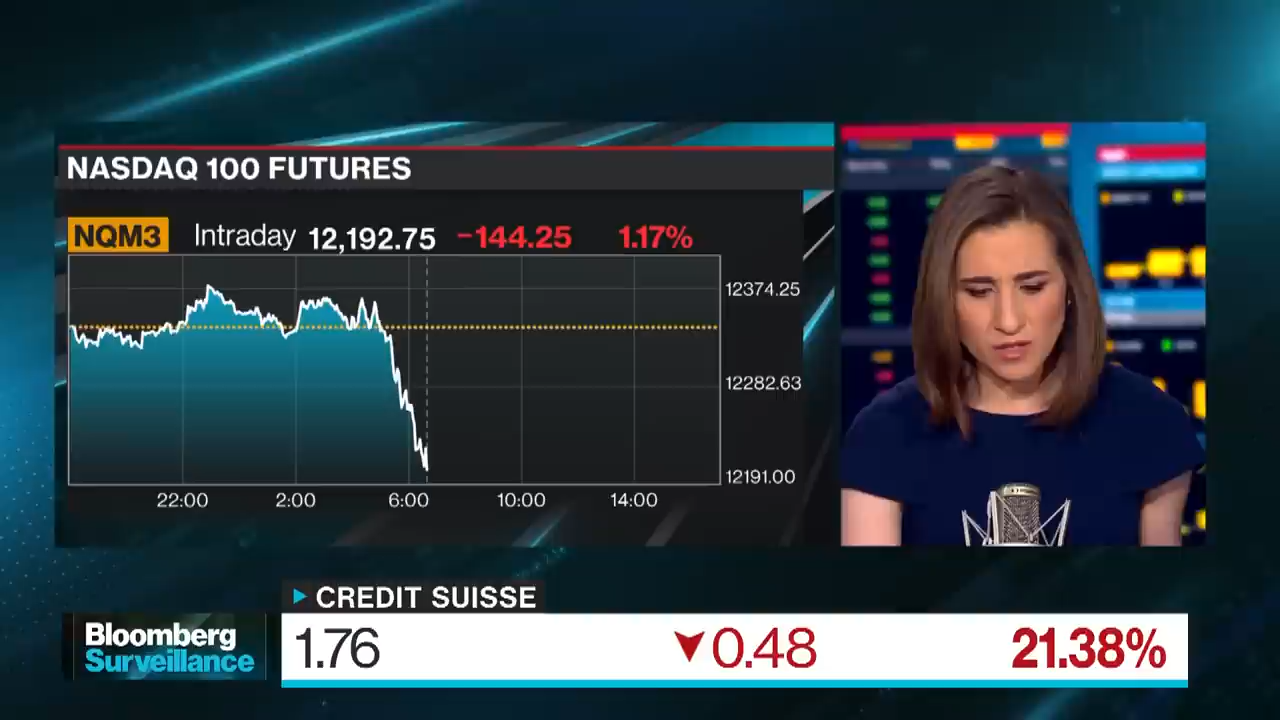 NASDAQ 100 FUTURES
NQM3 Intraday 12,192.75 -144.25 1.17%
12374.25
12282.63
12191.00
22:00 2:00 6:00 10:00 14:00
CREDIT SUISSE
Bloomberg
Surveillance
1.76 ▼0.48 21.38%